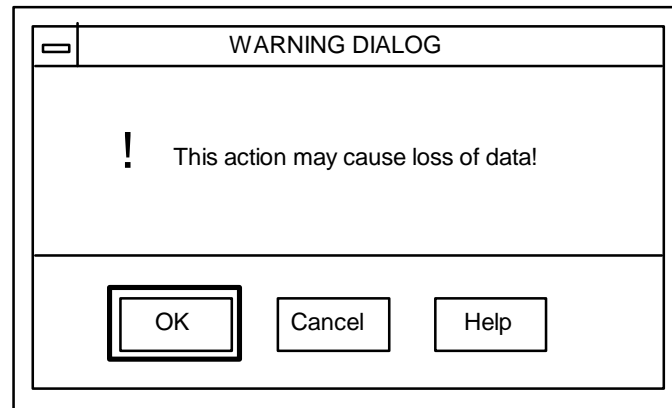 WARNING DIALOG
! This action may cause loss of data!
OK Cancel Help